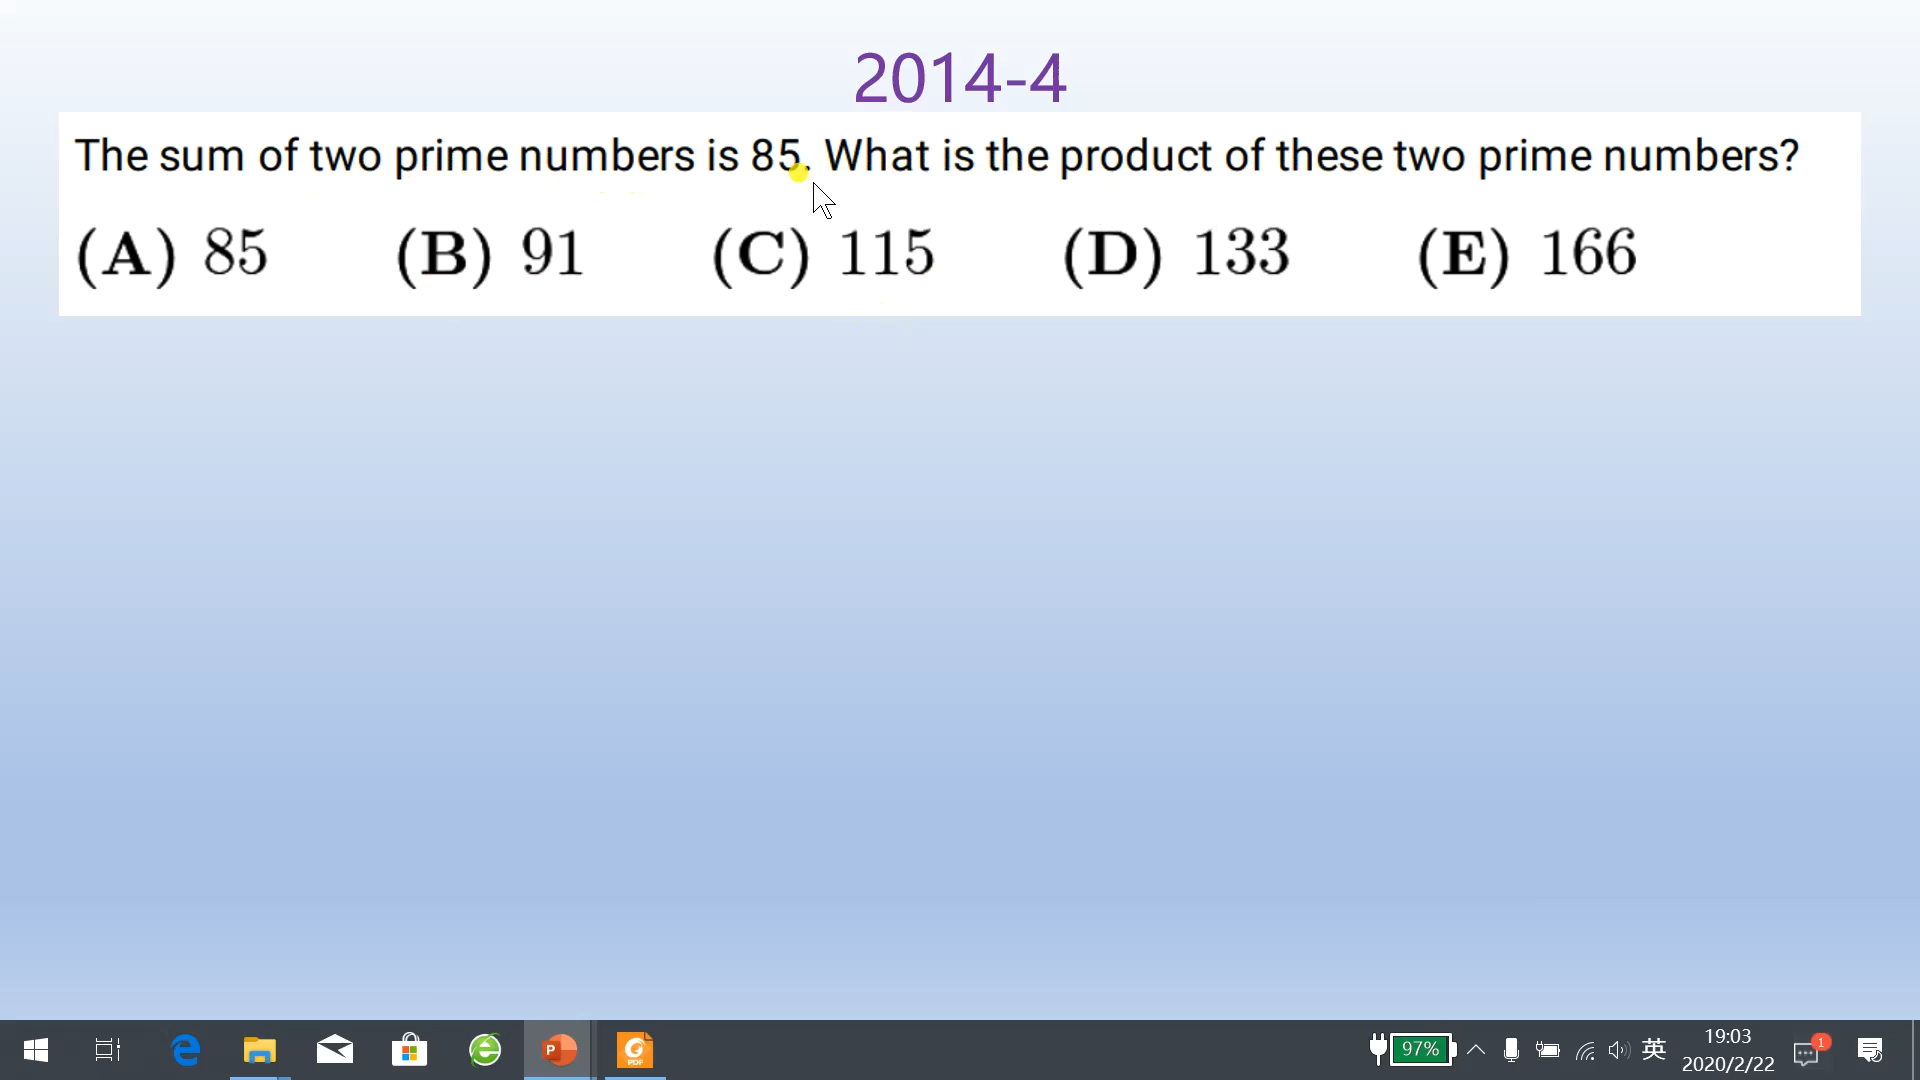 2014-4
The sum of two prime numbers is 85. What is the product of these two prime numbers?
(A) 85 (B) 91 (C) 115 (D) 133 (E) 166
P
PDF
97%
英
19:03
2020/2/22
1